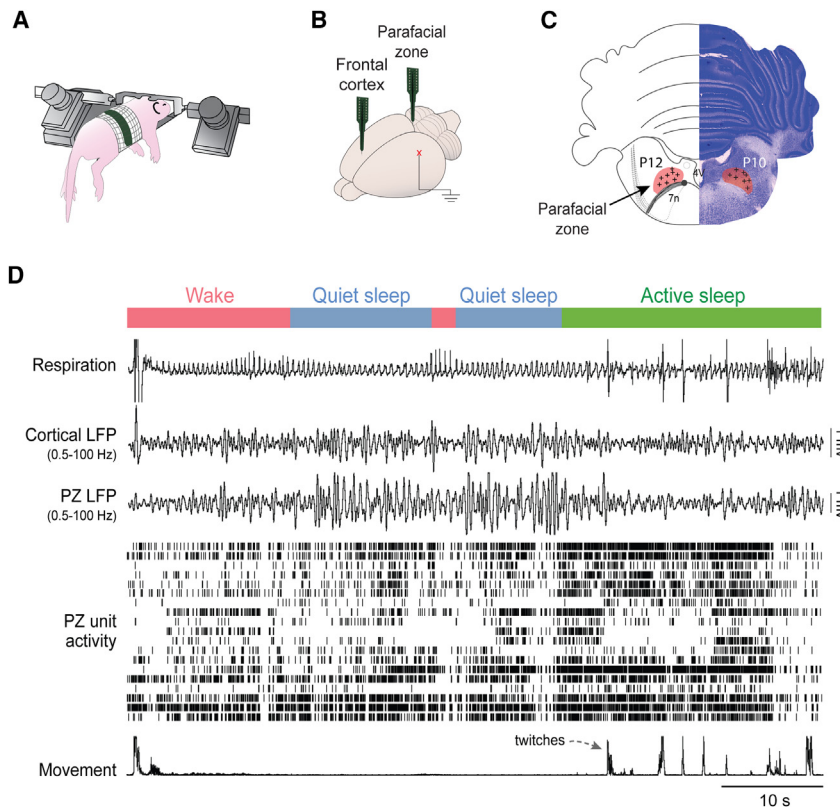 A
B
Parafacial
zone
Frontal
cortex
x
C
P12
P10
4V
7n
Parafacial
zone
D
Wake
Quiet sleep
Quiet sleep
Active sleep
Respiration
Cortical LFP
(0.5-100 Hz)
PZ LFP
(0.5-100 Hz)
PZ unit
activity
twitches
Movement
10 s